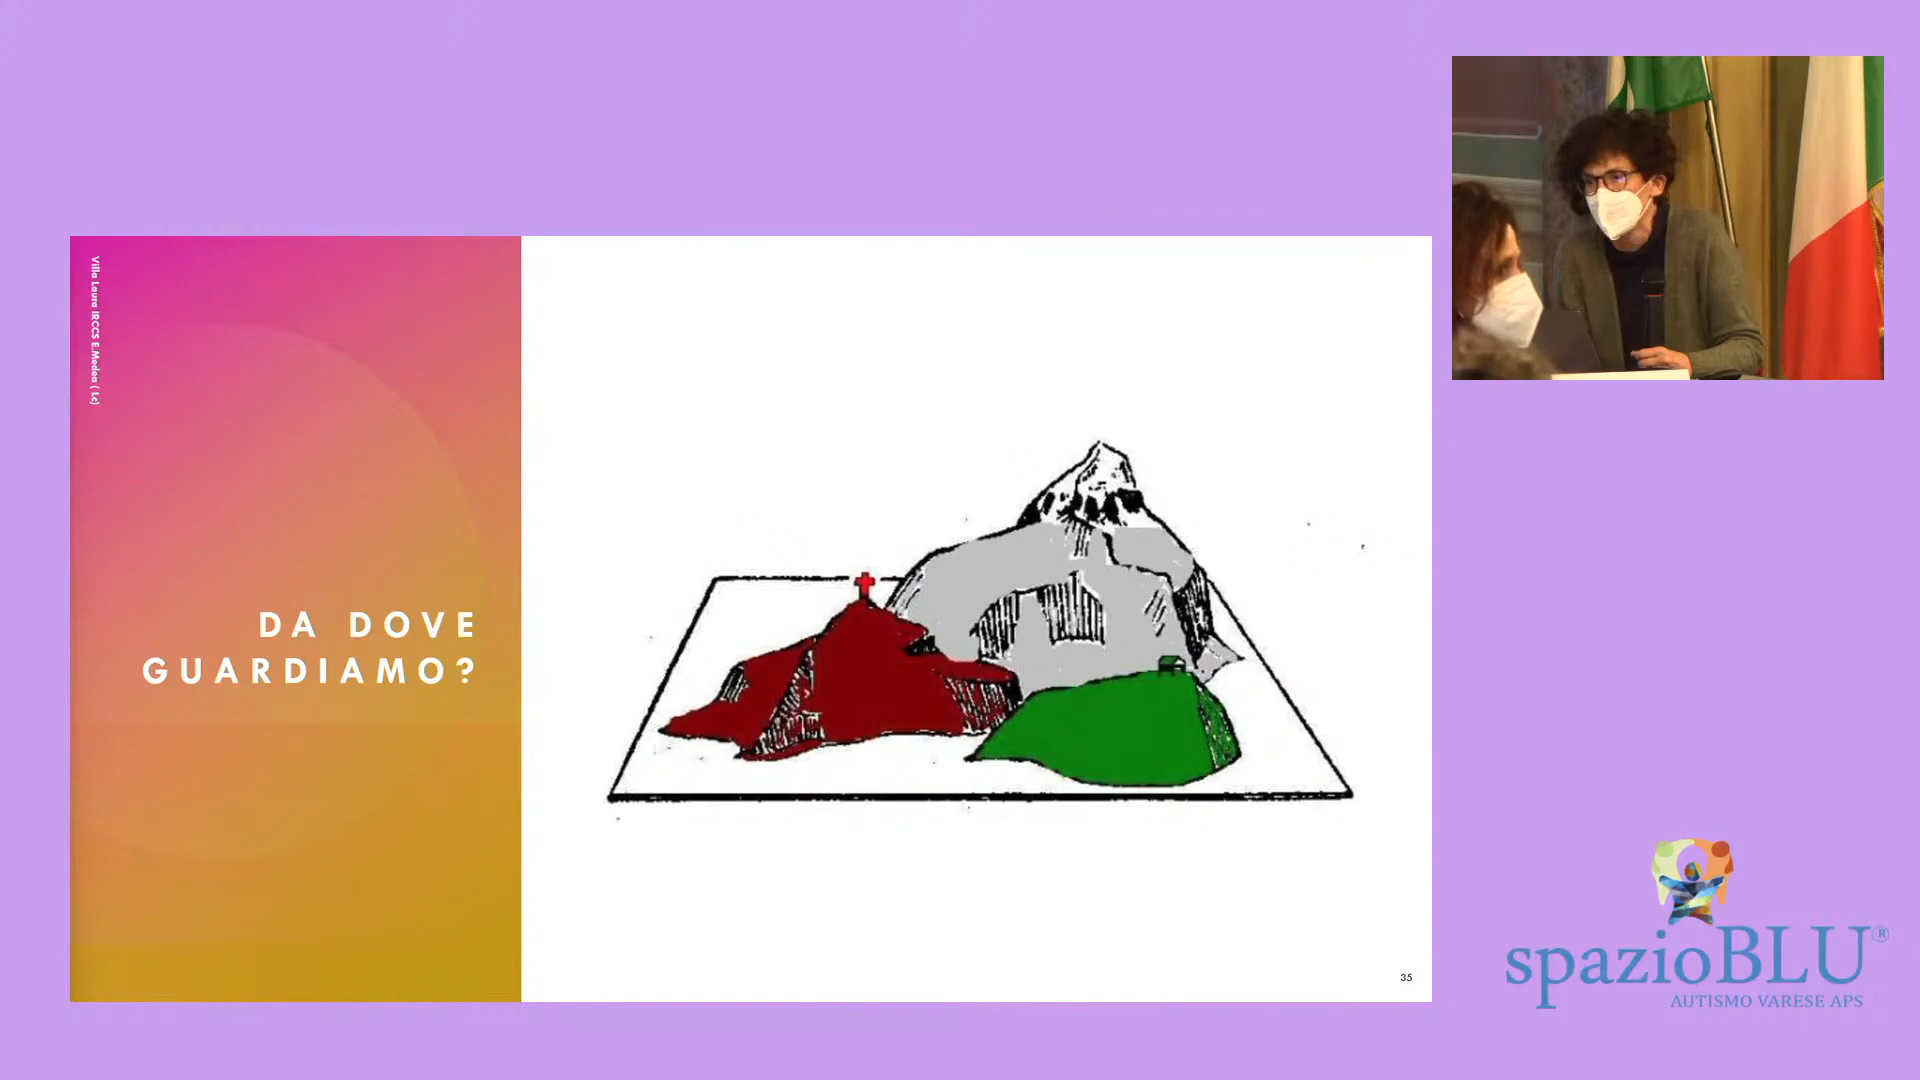 Villa Laura IRCCS E.Medea ( Lc)
DA DOVE
GUARDIAMO?
35
spazioBLU®
AUTISMO VARESE APS